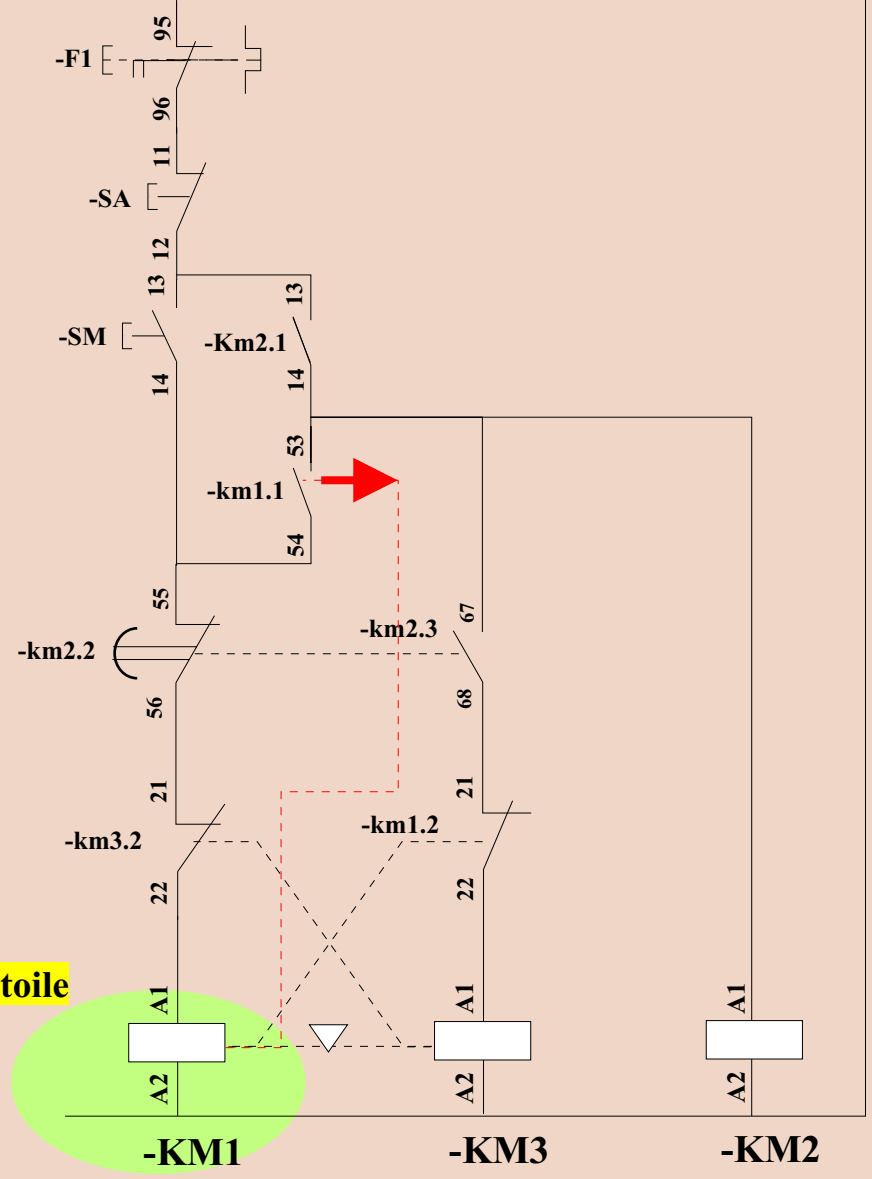 95
-F1
96
11
-SA
12
13
13
-SM
-Km2.1
14
14
53
-km1.1
54
55
67
-km2.3
-km2.2
56
68
21
21
-km1.2
-km3.2
22
22
toile
A1
A1
A1
A2
A2
A2
-KM1
-KM3
-KM2